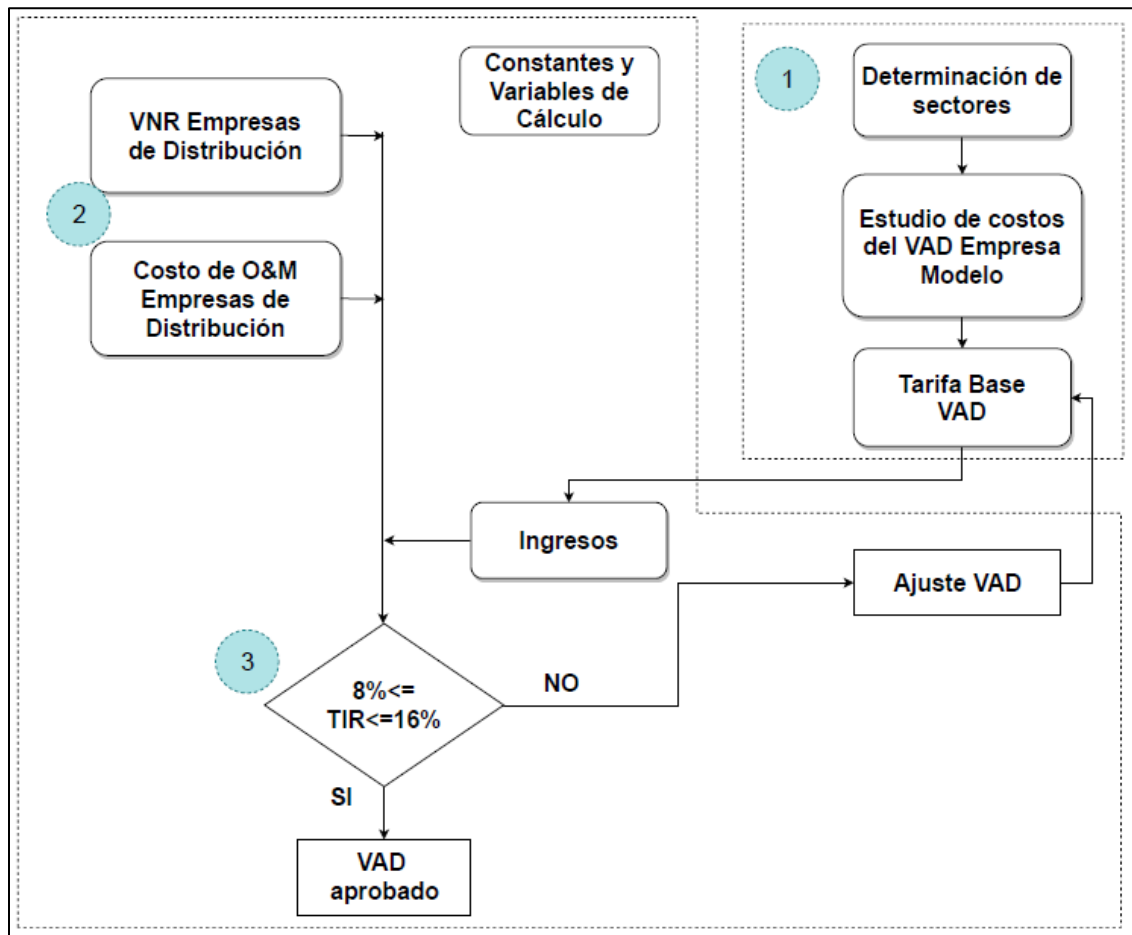 Constantes y
Variables de
Cálculo
1
Determinación de
sectores
VNR Empresas
de Distribución
2
Estudio de costos
del VAD Empresa
Modelo
Costo de O&M
Empresas de
Distribución
Tarifa Base
VAD
Ingresos
Ajuste VAD
3
8%<=
TIR<=16%
NO
SI
VAD
aprobado